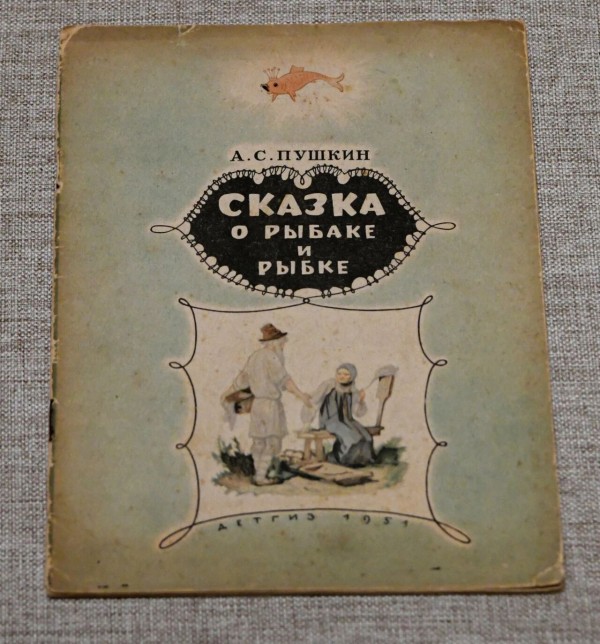 А. С. ПУШКИН
СКАЗКА
О РЫБАКЕ
И
РЫБКЕ
ДЕТГИЗ 1951